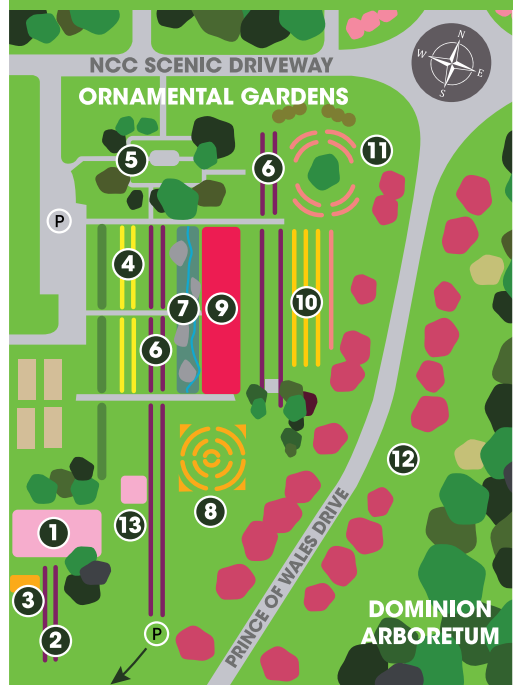 N
W
E
S
NCC SCENIC DRIVEWAY
ORNAMENTAL GARDENS
11
5
6
P
4
7
9
10
6
12
8
13
1
3
2
P
PRINCE OF WALES DRIVE
DOMINION
ARBORETUM